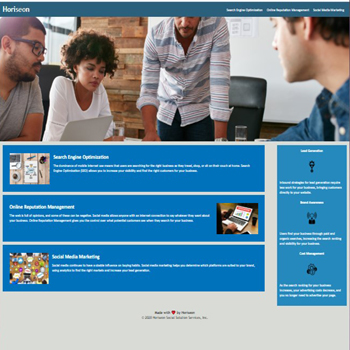 Horiseon
Search Engine Optimization Online Reputation Management Social Media Marketing
Search Engine Optimization
The dominance of mobile internet use means that users are searching for the right business as they travel, shop, or sit on their couch at home. Search
Engine Optimization (SEO) allows you to increase your visibility and find the right customers for your business.
Online Reputation Management
The web is full of opinions, and some of these can be negative. Social media allows anyone with an internet connection to say whatever they want about
your business. Online Reputation Management gives you the control over what potential customers see when they search for your business.
Social Media Marketing
Social media continues to have a sizable influence on buying habits. Social media marketing helps you determine which platforms are suited to your brand,
using analytics to find the right markets and increase your lead generation.
Lead Generation
Inbound strategies for lead generation require
less work for your business, bringing customers
directly to your website.
Brand Awareness
Users find your business through paid and
organic searches, increasing the search ranking
and visibility for your business.
Cost Management
As the search ranking for your business
increases, your advertising costs decrease, and
you no longer need to advertise your page.
Made with ❤ by Horiseon
© 2022 Horiseon Social Solution Services, Inc.